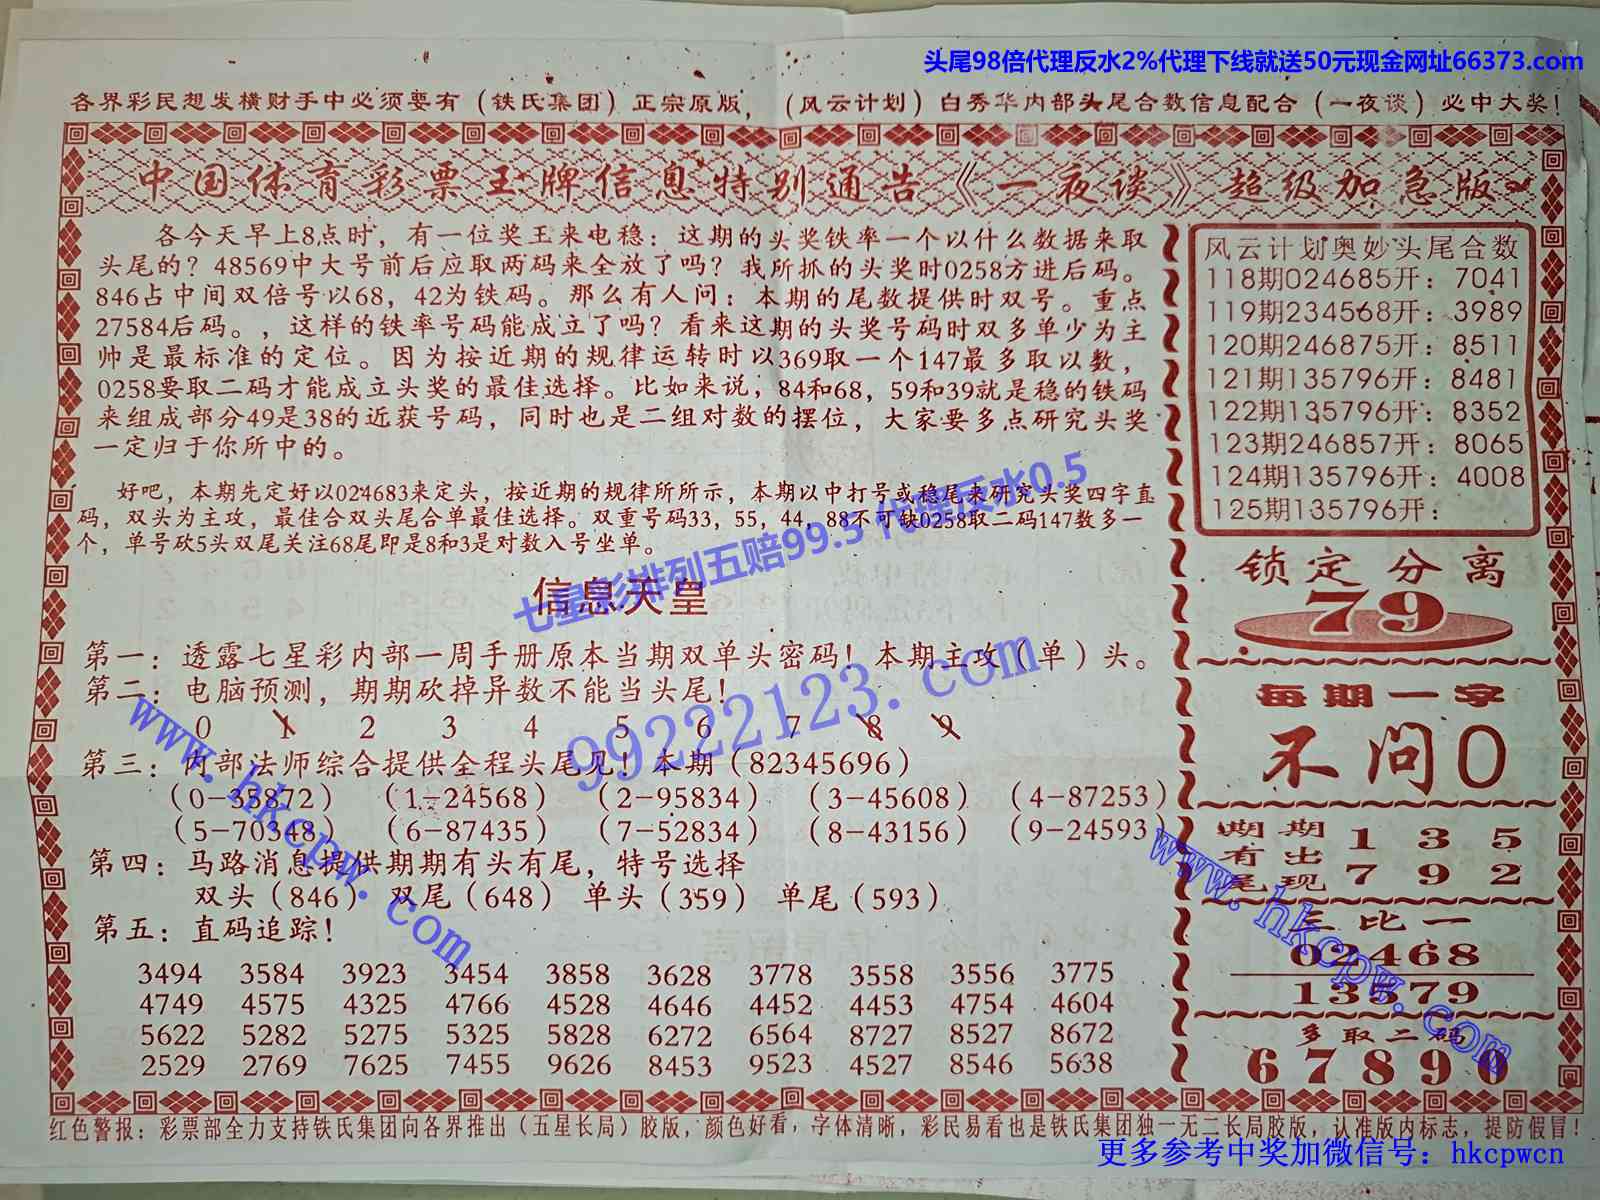 头尾98倍代理反水2%代理下线就送50元现金网址66373.com
各界彩民想发横财手中必须要有（铁氏集团）正宗原版，（风云计划）白秀华内部头尾合数信息配合（一夜谈）必中大奖！
中国体育彩票王牌信息特别通告《一夜谈》超级加急版
各今天早上8点时，有一位奖王来电稳：这期的头奖铁率一个以什么数据来取
头尾的？48569中大号前后应取两码来全放了吗？我所抓的头奖时0258方进后码。
846占中间双倍号以68，42为铁码。那么有人问：本期的尾数提供时双号。重点
27584后码。，这样的铁率号码能成立了吗？看来这期的头奖号码时双多单少为主
帅是最标准的定位。因为按近期的规律运转时以369取一个147最多取以数，
0258要取二码才能成立头奖的最佳选择。比如来说，84和68，59和39就是稳的铁码
来组成部分49是38的近获号码，同时也是二组对数的摆位，大家要多点研究头奖
一定归于你所中的。
好吧，本期先定好以024683来定头，按近期的规律所所示，本期以中打号或稳尾来研究头奖四字直
码，双头为主攻，最佳合双头尾合单最佳选择。双重号码33，55，44，88不可缺0258取二码147数多一
个，单号砍5头双尾关注68尾即是8和3是对数入号坐单。
七星彩排列五赔99.5 代理反水0.5
信息天皇
第一：透露七星彩内部一周手册原本当期双单头密码！本期主攻（单）头。
第二：电脑预测，期期砍掉异数不能当头尾！
0 1 2 3 4 5 6 7 8 9
第三：内部法师综合提供全程头尾见！本期（82345696）
（0-35872） （1-24568） （2-95834） （3-45608） （4-87253）
（5-70348） （6-87435） （7-52834） （8-43156） （9-24593）
第四：马路消息提供期期有头有尾，特号选择
双头（846） 双尾（648） 单头（359） 单尾（593）
第五：直码追踪！
3494 3584 3923 3454 3858 3628 3778 3558 3556 3775
4749 4575 4325 4766 4528 4646 4452 4453 4754 4604
5622 5282 5275 5325 5828 6272 6564 8727 8527 8672
2529 2769 7625 7455 9626 8453 9523 4527 8546 5638
99222123.com
www.hkcpw.com
风云计划奥妙头尾合数
118期024685开：7041
119期234568开：3989
120期246875开：8511
121期135796开：8481
122期135796开：8352
123期246857开：8065
124期135796开：4008
125期135796开：
锁定分离
79
每期一字
不问0
期期 1 3 5
有出
尾现 7 9 2
www.hkcpw.com
三比一
02468
13579
多取二码
67890
红色警报：彩票部全力支持铁氏集团向各界推出（五星长局）胶版，颜色好看，字体清晰，彩民易看也是铁氏集团独一无二长局胶版，认准版内标志，提防假冒！
更多参考中奖加微信号：hkcpwcn